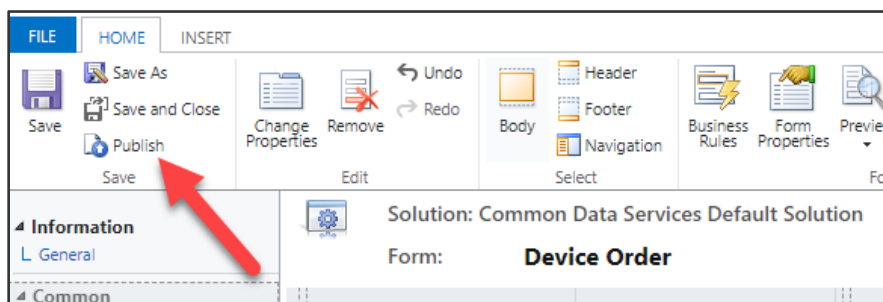 FILE HOME INSERT
Save
Save As
Save and Close
Publish
Save
Change Properties
Remove
Undo
Redo
Edit
Body
Header
Footer
Navigation
Select
Business Rules
Form Properties
Information
General
Common
Solution: Common Data Services Default Solution
Form: Device Order